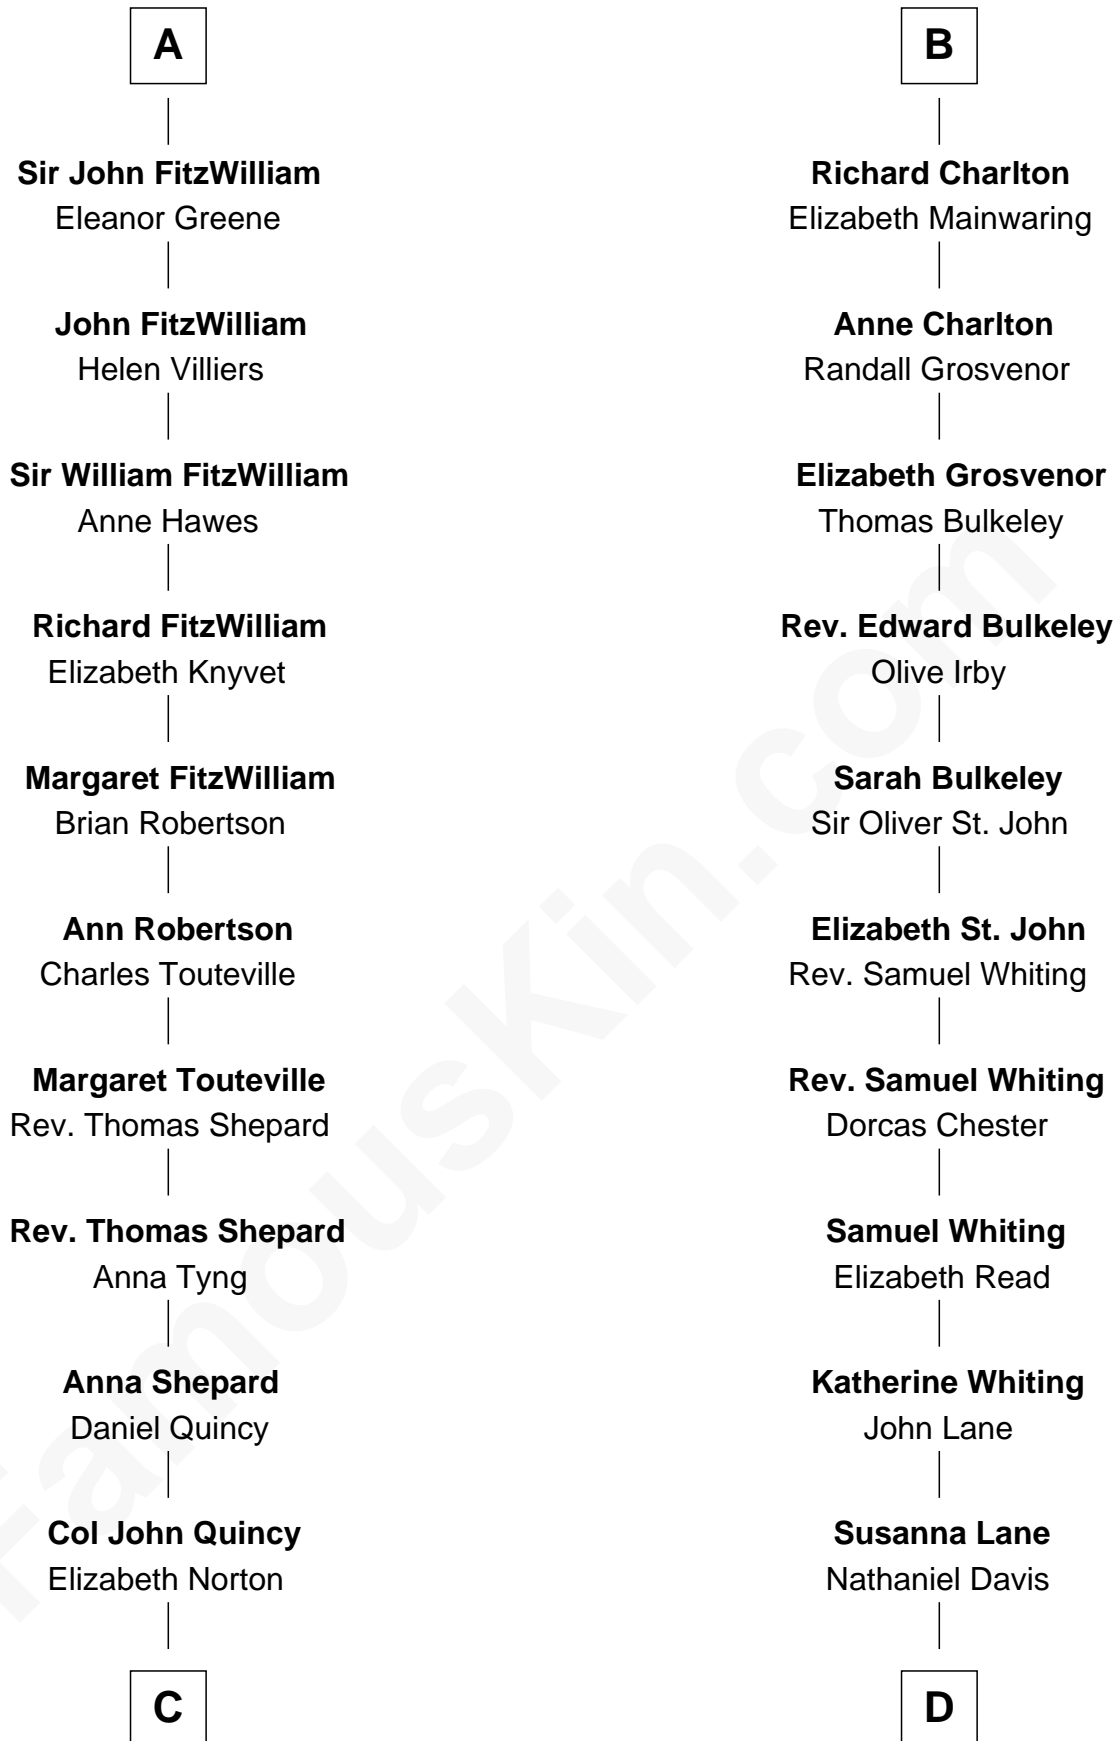 A
Sir John FitzWilliam
Eleanor Greene
John FitzWilliam
Helen Villiers
Sir William FitzWilliam
Anne Hawes
Richard FitzWilliam
Elizabeth Knyvet
Margaret FitzWilliam
Brian Robertson
Ann Robertson
Charles Touteville
Margaret Touteville
Rev. Thomas Shepard
Rev. Thomas Shepard
Anna Tyng
Anna Shepard
Daniel Quincy
Col John Quincy
Elizabeth Norton
C
B
Richard Charlton
Elizabeth Mainwaring
Anne Charlton
Randall Grosvenor
Elizabeth Grosvenor
Thomas Bulkeley
Rev. Edward Bulkeley
Olive Irby
Sarah Bulkeley
Sir Oliver St. John
Elizabeth St. John
Rev. Samuel Whiting
Rev. Samuel Whiting
Dorcas Chester
Samuel Whiting
Elizabeth Read
Katherine Whiting
John Lane
Susanna Lane
Nathaniel Davis
D
FamousKin.com